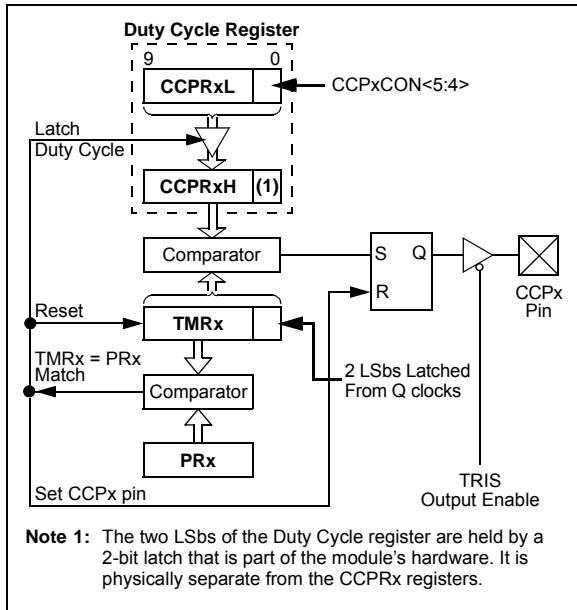 Duty Cycle Register
9 0
CCPRxL
CCPxCON<5:4>
Latch
Duty Cycle
CCPRxH (1)
Comparator
S Q
R
CCPx
Pin
Reset
TMRx
TMRx = PRx
Match
2 LSbs Latched
From Q clocks
Comparator
PRx
Set CCPx pin
TRIS
Output Enable
Note 1: The two LSbs of the Duty Cycle register are held by a
2-bit latch that is part of the module's hardware. It is
physically separate from the CCPRx registers.